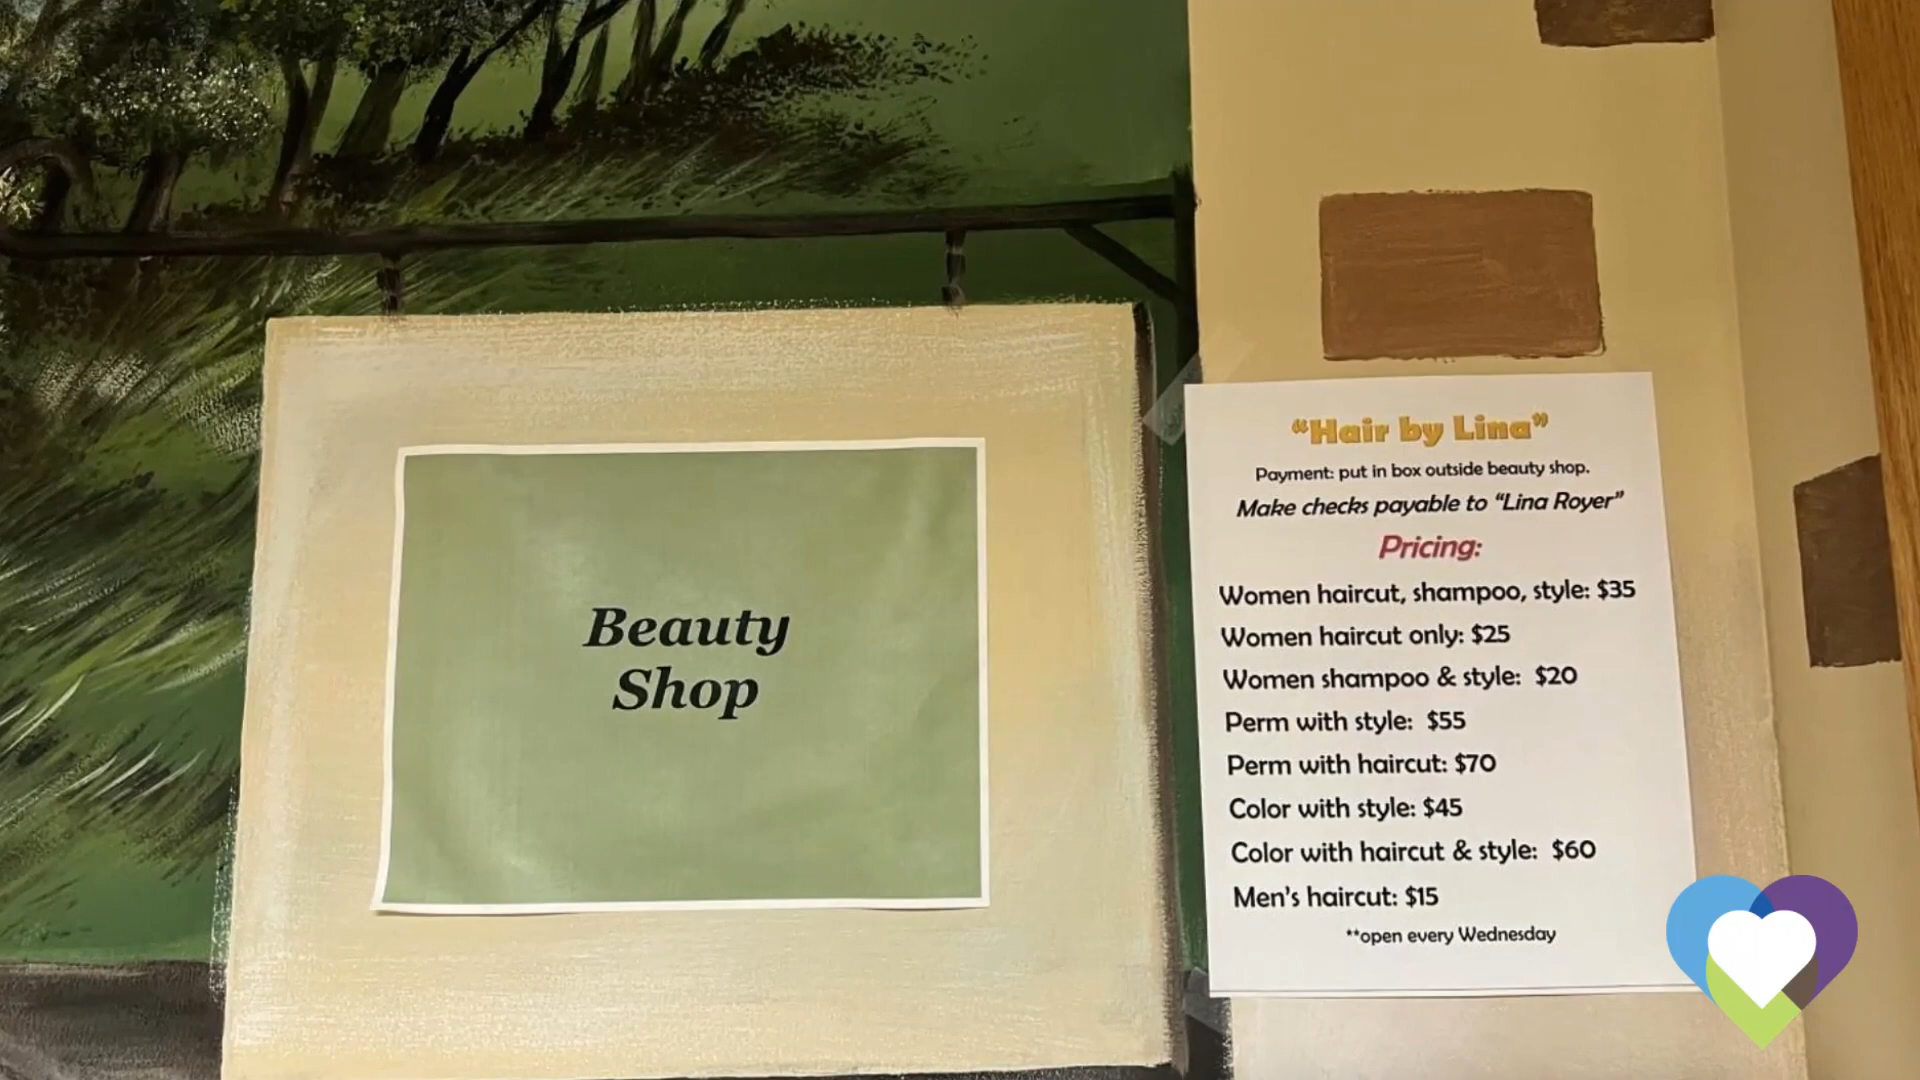 Beauty
Shop
“Hair by Lina”
Payment: put in box outside beauty shop.
Make checks payable to “Lina Royer”
Pricing:
Women haircut, shampoo, style: $35
Women haircut only: $25
Women shampoo & style: $20
Perm with style: $55
Perm with haircut: $70
Color with style: $45
Color with haircut & style: $60
Men’s haircut: $15
**open every Wednesday